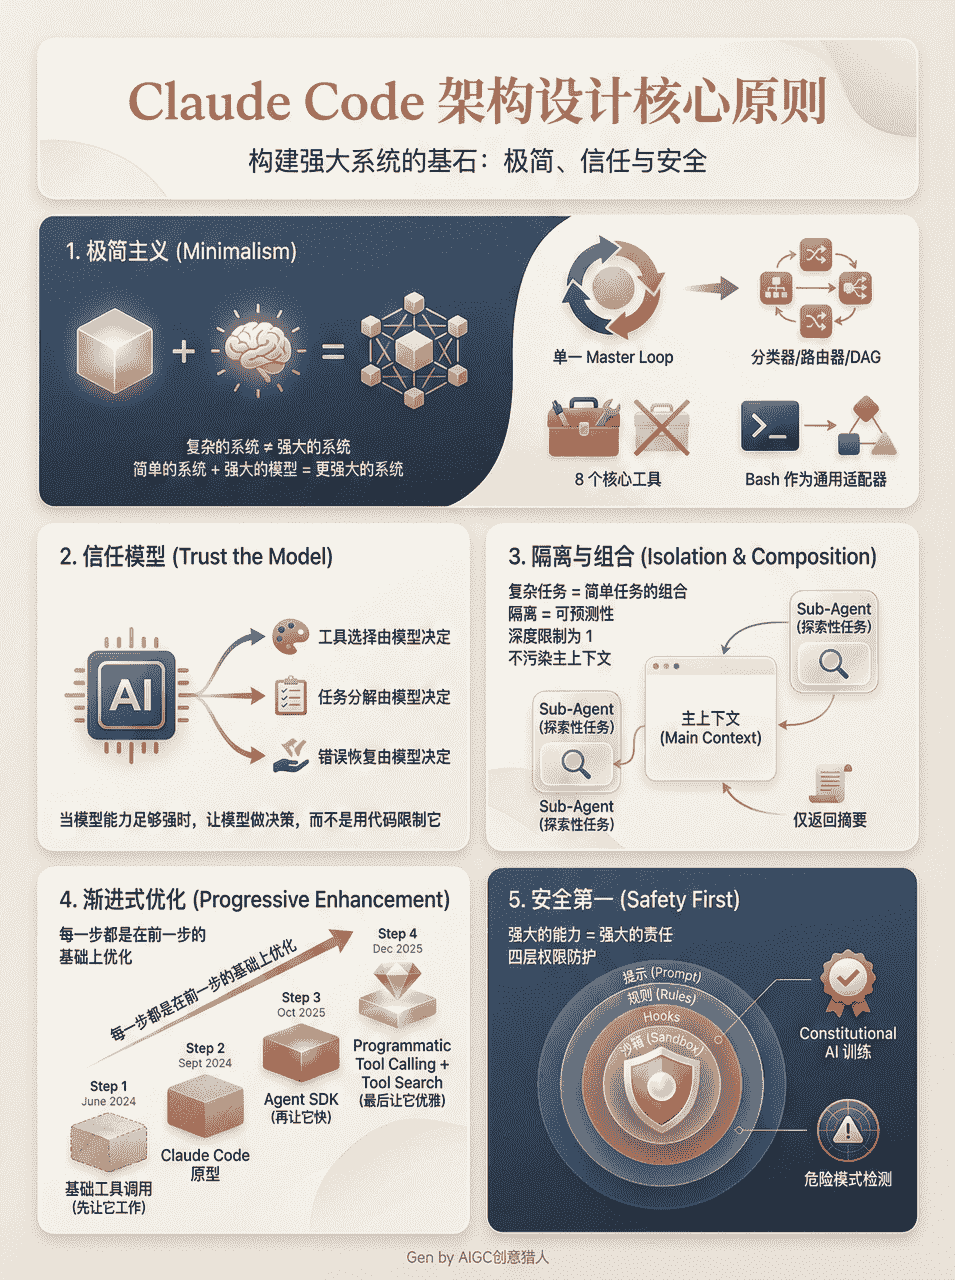 Claude Code 架构设计核心原则
构建强大系统的基石：极简、信任与安全
1. 极简主义 (Minimalism)
复杂的系统 ≠ 强大的系统
简单的系统 + 强大的模型 = 更强大的系统
单一 Master Loop
分类器/路由器/DAG
8 个核心工具
Bash 作为通用适配器
2. 信任模型 (Trust the Model)
AI
工具选择由模型决定
任务分解由模型决定
错误恢复由模型决定
当模型能力足够强时，让模型做决策，而不是用代码限制它
3. 隔离与组合 (Isolation & Composition)
复杂任务 = 简单任务的组合
隔离 = 可预测性
深度限制为 1
不污染主上下文
Sub-Agent
(探索性任务)
主上下文
(Main Context)
Sub-Agent
(探索性任务)
Sub-Agent
(探索性任务)
仅返回摘要
4. 渐进式优化 (Progressive Enhancement)
每一步都是在前一步的
基础上优化
每一步都是在前一步的基础上优化
Step 1
June 2024
基础工具调用
(先让它工作)
Step 2
Sept 2024
Claude Code
原型
Step 3
Oct 2025
Agent SDK
(再让它快)
Step 4
Dec 2025
Programmatic
Tool Calling +
Tool Search
(最后让它优雅)
5. 安全第一 (Safety First)
强大的能力 = 强大的责任
四层权限防护
提示 (Prompt)
规则 (Rules)
Hooks
沙箱 (Sandbox)
Constitutional
AI 训练
危险模式检测
Gen by AIGC创意猎人